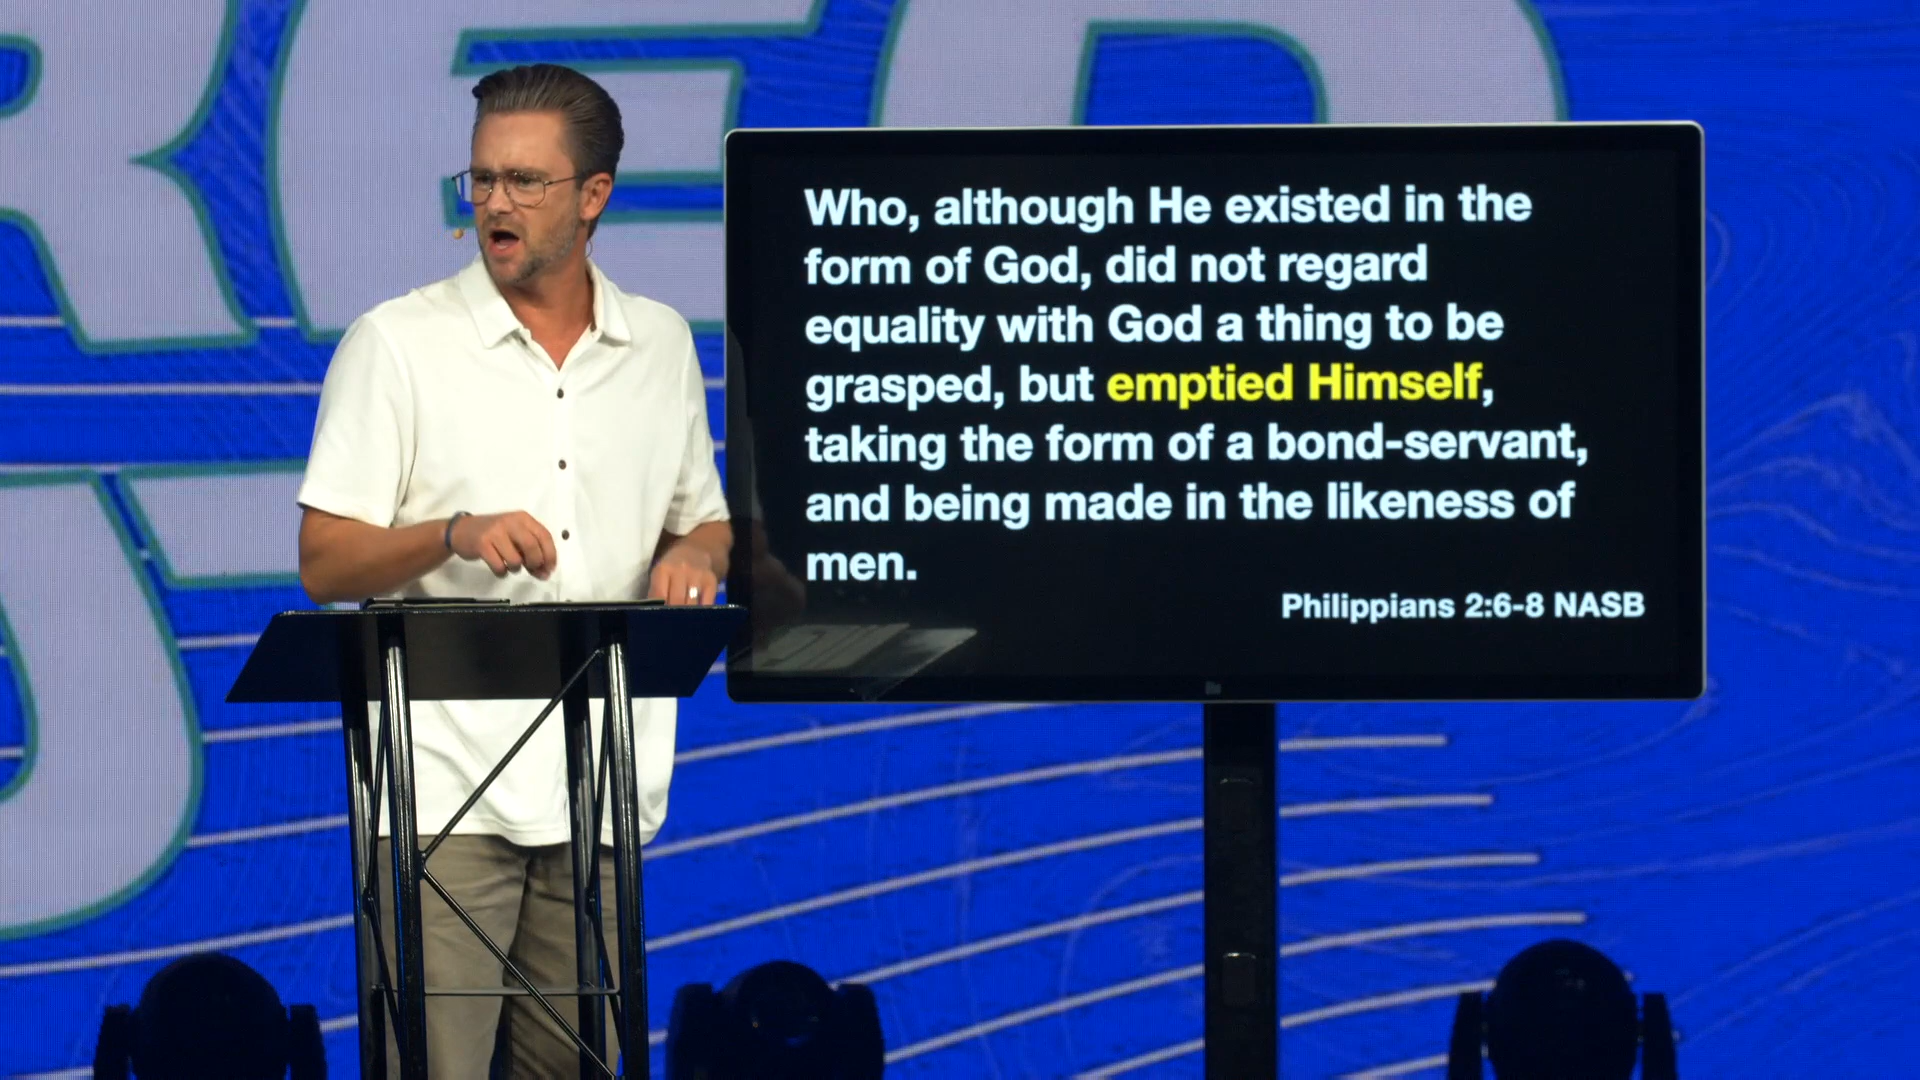 Who, although He existed in the
form of God, did not regard
equality with God a thing to be
grasped, but emptied Himself,
taking the form of a bond-servant,
and being made in the likeness of
men.
Philippians 2:6-8 NASB